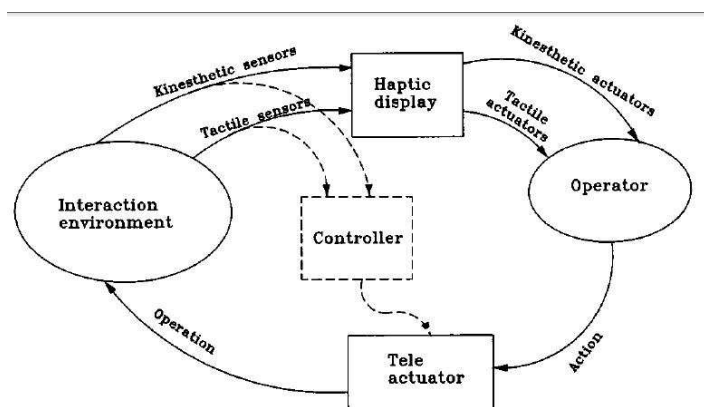 Kinesthetic sensors
Kinesthetic actuators
Haptic
display
Tactile sensors
Tactile
actuators
Interaction
environment
Operator
Controller
Operation
Action
Tele
actuator